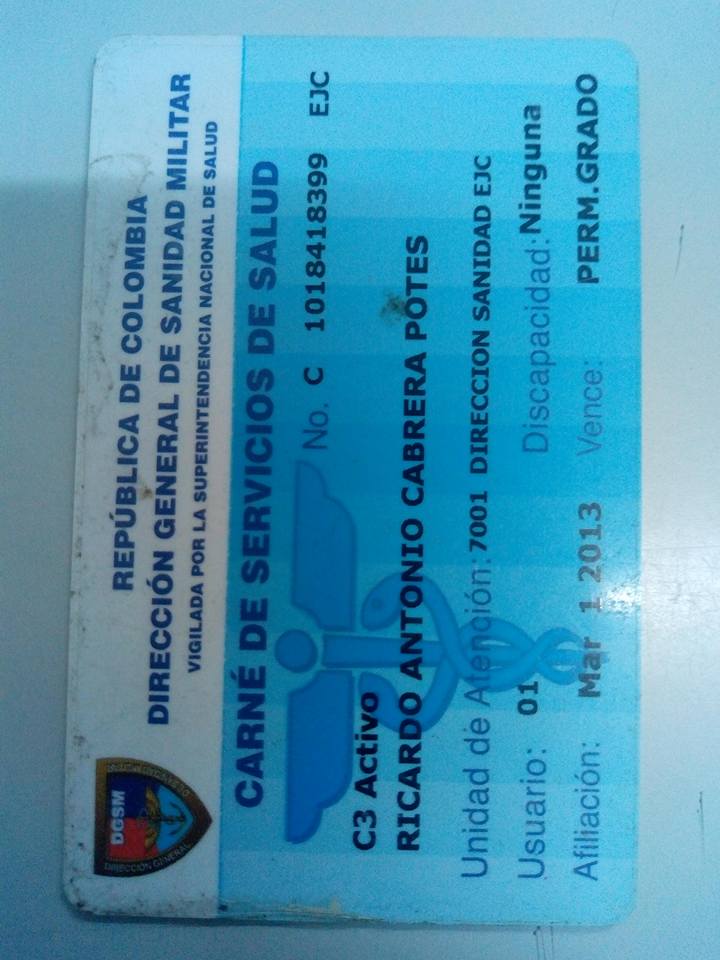 REPÚBLICA DE COLOMBIA
DIRECCIÓN GENERAL DE SANIDAD MILITAR
VIGILADA POR LA SUPERINTENDENCIA NACIONAL DE SALUD
DGSM
DIRECCIÓN GENERAL
CARNÉ DE SERVICIOS DE SALUD
No. C 1018418399 EJC
C3 Activo
RICARDO ANTONIO CABRERA POTES
Unidad de Atención: 7001 DIRECCION SANIDAD EJC
Usuario: 01 Discapacidad: Ninguna
Afiliación: Mar 1 2013 Vence: PERM.GRADO